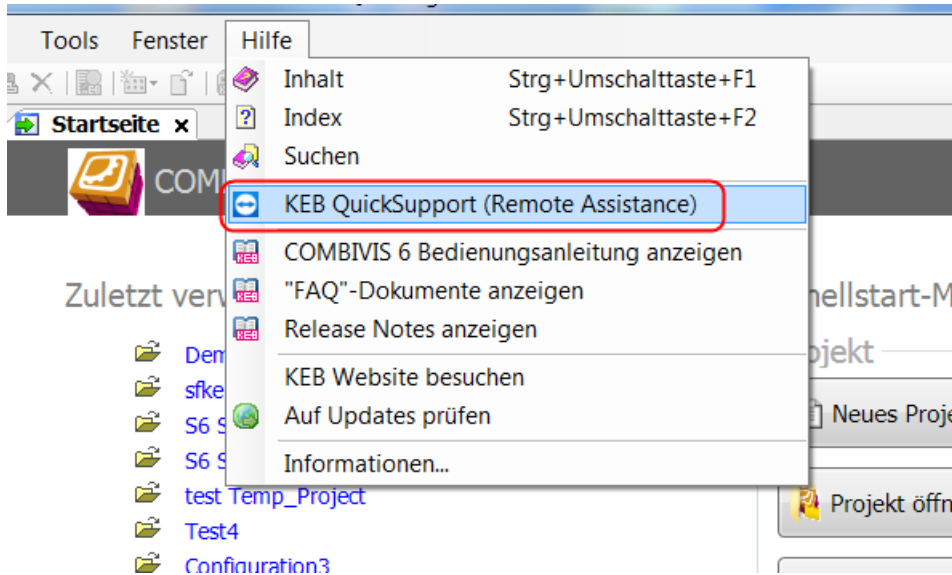 Tools Fenster Hilfe
Inhalt Strg+Umschalttaste+F1
Startseite x
Index Strg+Umschalttaste+F2
Suchen
KEB QuickSupport (Remote Assistance)
COMBIVIS 6 Bedienungsanleitung anzeigen
Zuletzt
"FAQ"-Dokumente anzeigen
Release Notes anzeigen
KEB Website besuchen
Auf Updates prüfen
Neues
Informationen...
test Temp_Project
Projekt
Test4
Configuration3